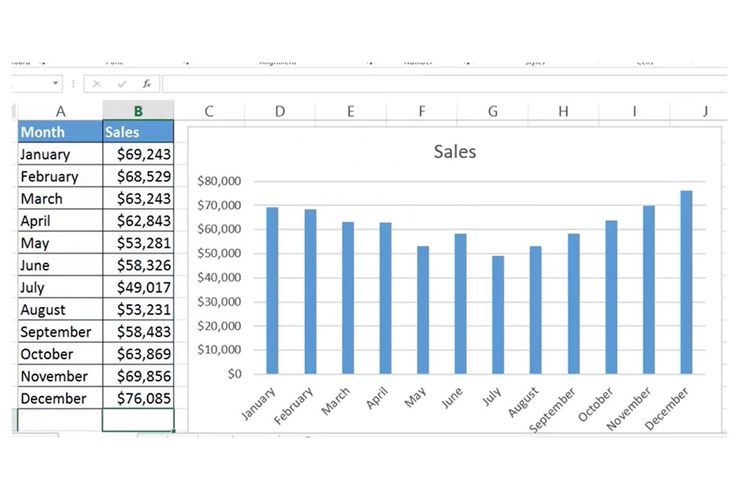 fx
A B C D E F G H I J
Month Sales
January $69,243
February $68,529
March $63,243
April $62,843
May $53,281
June $58,326
July $49,017
August $53,231
September $58,483
October $63,869
November $69,856
December $76,085
Sales
$80,000
$70,000
$60,000
$50,000
$40,000
$30,000
$20,000
$10,000
$0
January February March April May June July August September October November December